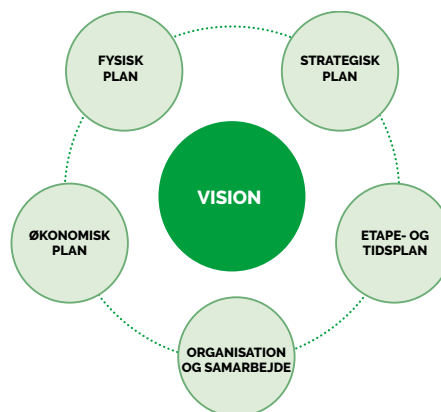 FYSISK
PLAN
STRATEGISK
PLAN
VISION
ØKONOMISK
PLAN
ETAPE- OG
TIDSPLAN
ORGANISATION
OG SAMARBEJDE